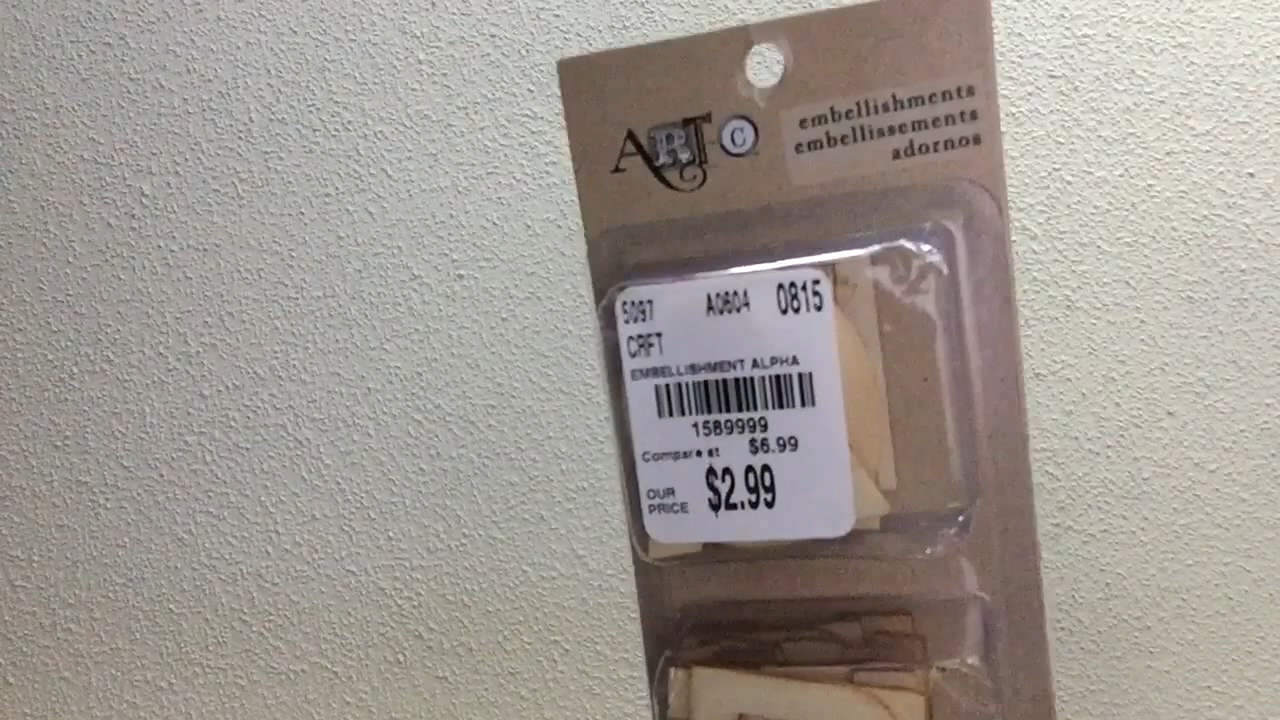 ART C
embellishments
embellissements
adornos
5097 A0604 0815
CRFT
EMBELLISHMENT ALPHA
1589999
Compare at $6.99
OUR PRICE $2.99